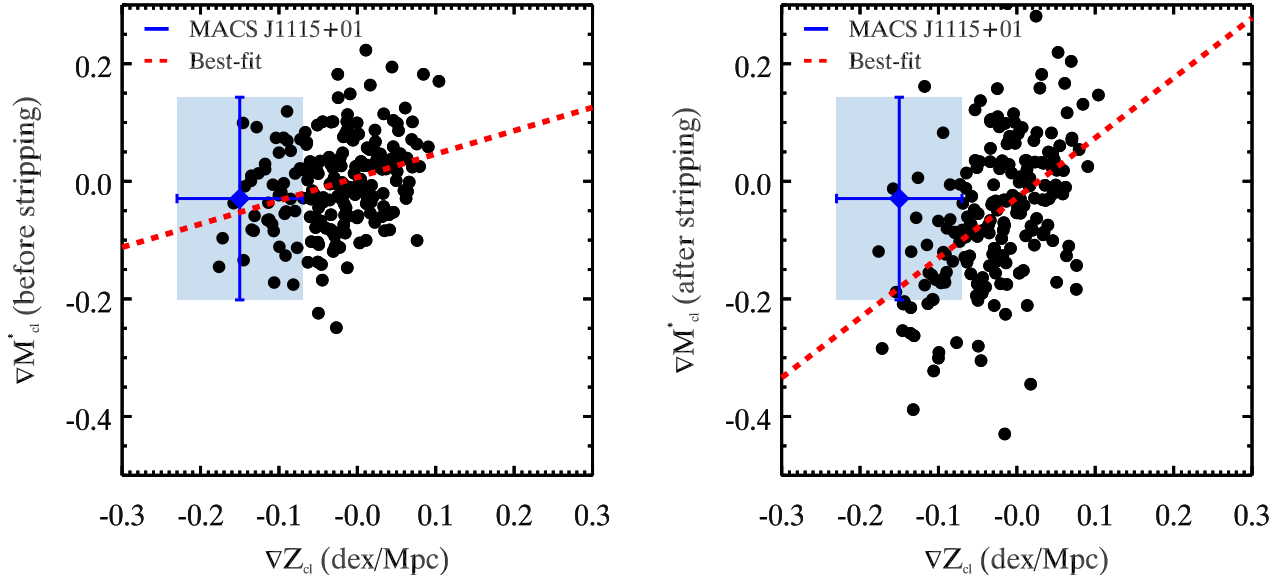 MACS J1115+01
Best-fit
0.2
0.0
-0.2
-0.4
∇M*cl (before stripping)
-0.3 -0.2 -0.1 -0.0 0.1 0.2 0.3
∇Zcl (dex/Mpc)
MACS J1115+01
Best-fit
0.2
0.0
-0.2
-0.4
∇M*cl (after stripping)
-0.3 -0.2 -0.1 -0.0 0.1 0.2 0.3
∇Zcl (dex/Mpc)